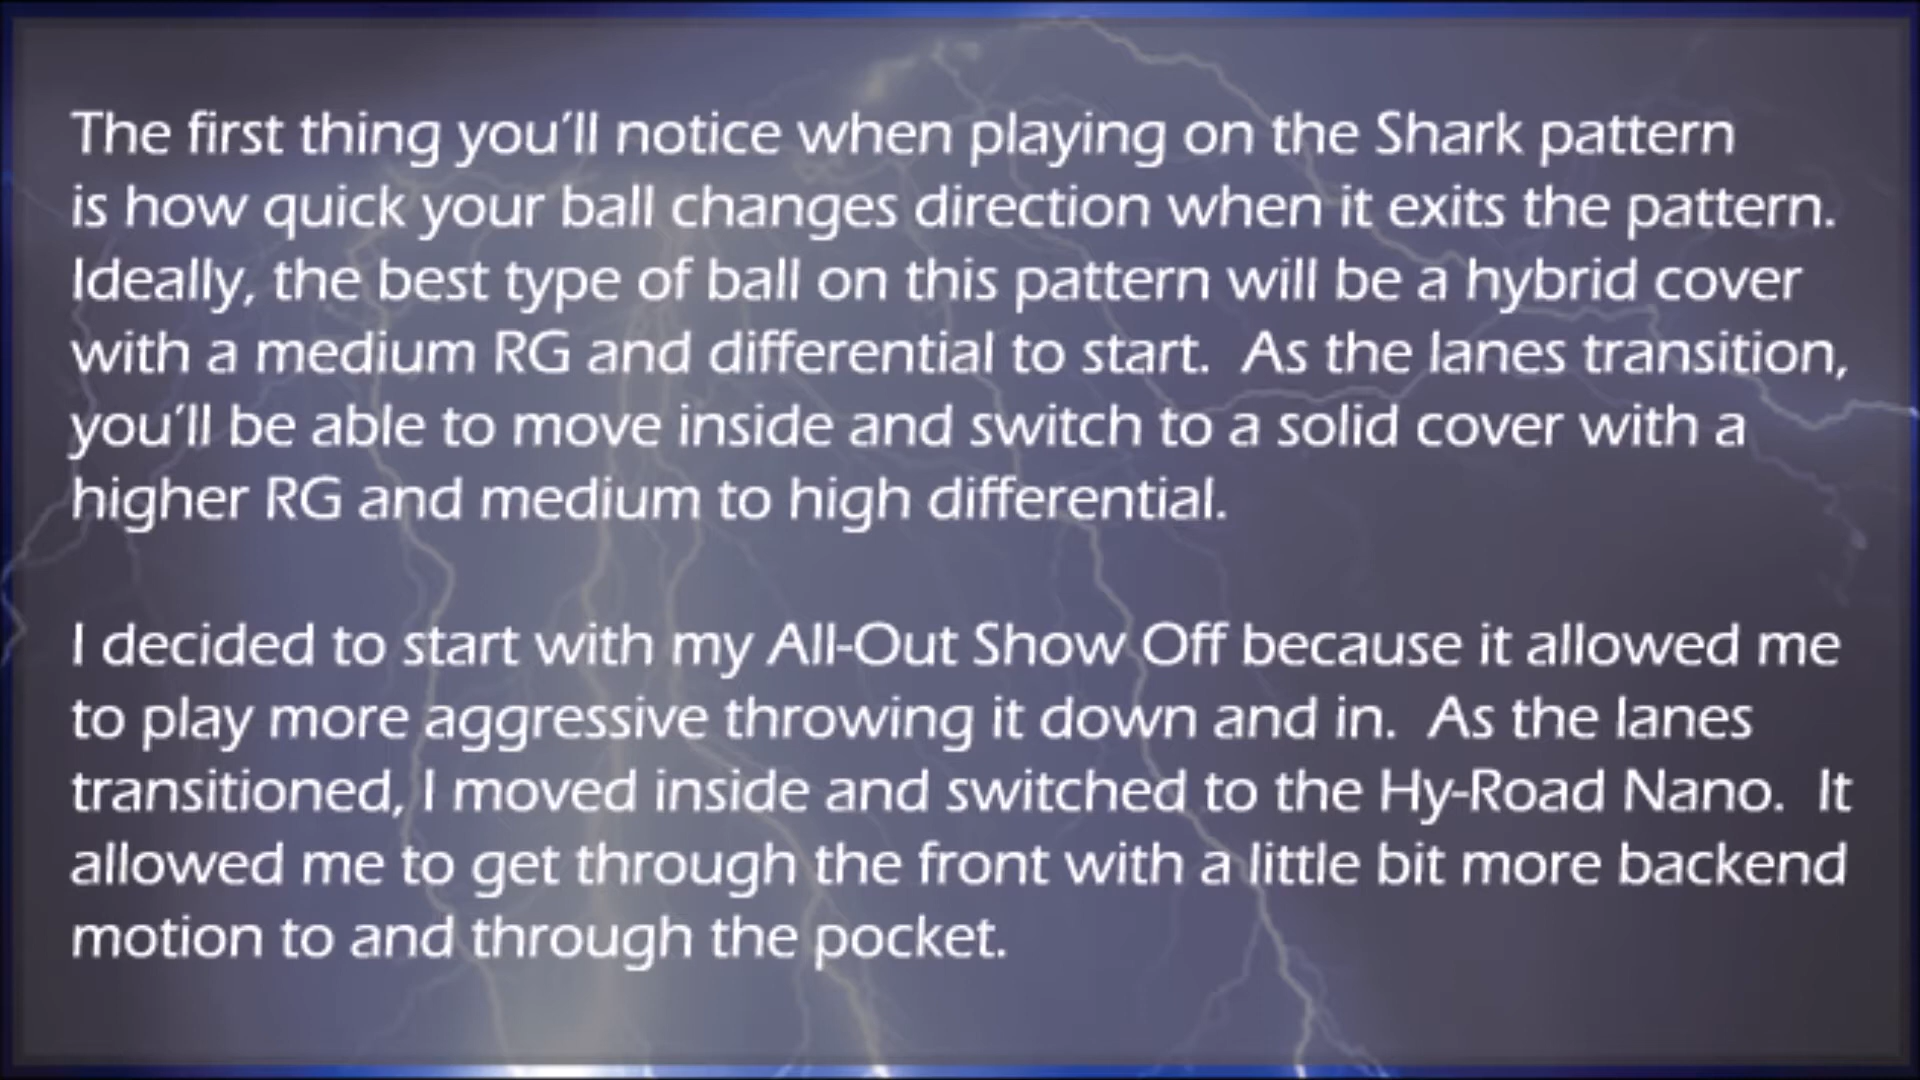 The first thing you'll notice when playing on the Shark pattern
is how quick your ball changes direction when it exits the pattern.
Ideally, the best type of ball on this pattern will be a hybrid cover
with a medium RG and differential to start.  As the lanes transition,
you'll be able to move inside and switch to a solid cover with a
higher RG and medium to high differential.
I decided to start with my All-Out Show Off because it allowed me
to play more aggressive throwing it down and in.  As the lanes
transitioned, I moved inside and switched to the Hy-Road Nano.  It
allowed me to get through the front with a little bit more backend
motion to and through the pocket.